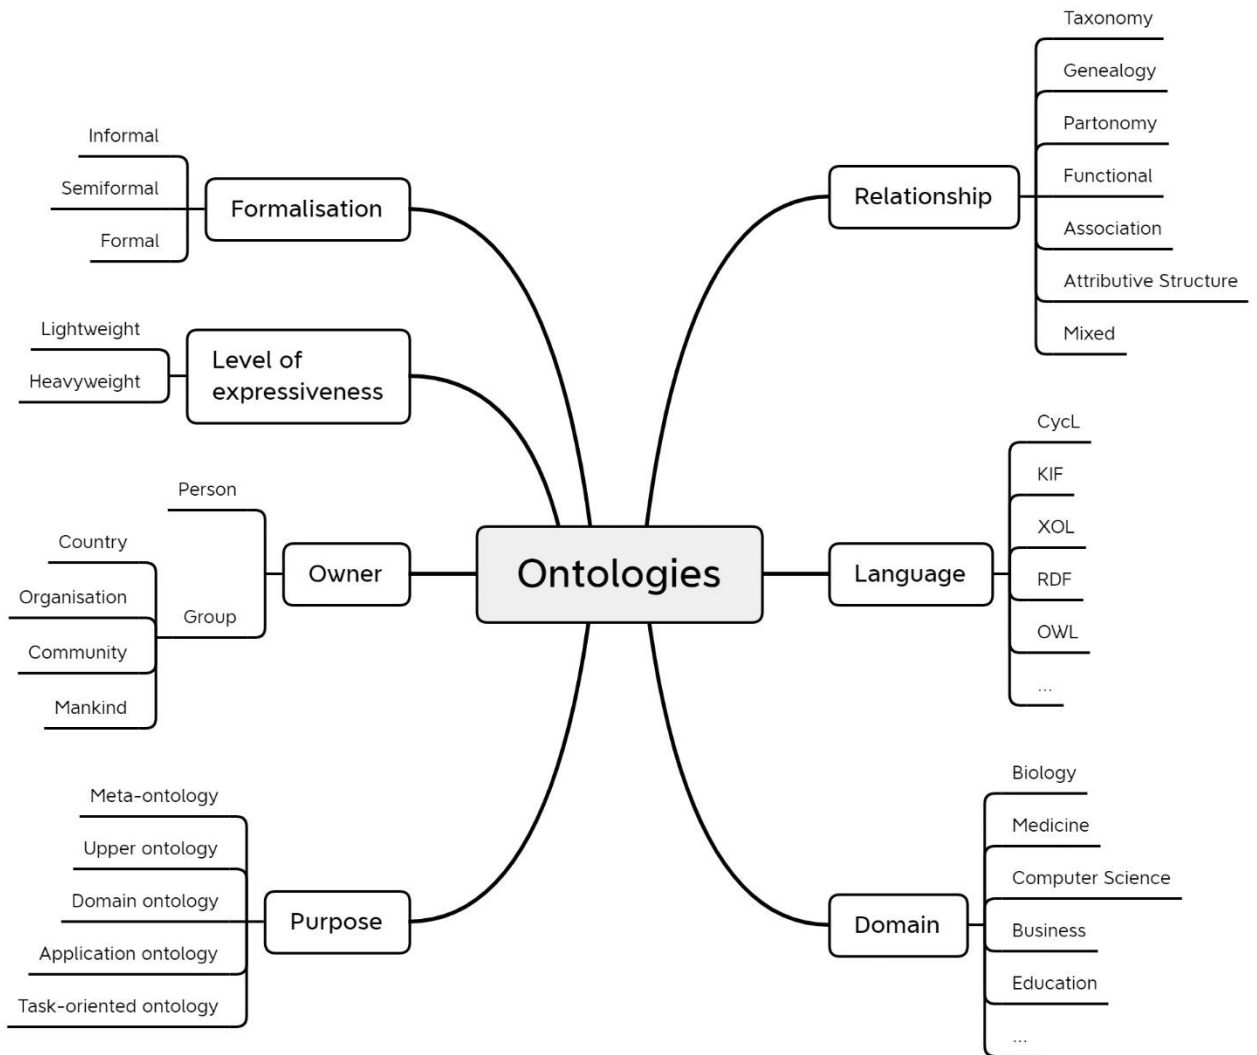 Ontologies
Formalisation
Informal
Semiformal
Formal
Level of
expressiveness
Lightweight
Heavyweight
Owner
Person
Group
Country
Organisation
Community
Mankind
Purpose
Meta-ontology
Upper ontology
Domain ontology
Application ontology
Task-oriented ontology
Relationship
Taxonomy
Genealogy
Partonomy
Functional
Association
Attributive Structure
Mixed
Language
CycL
KIF
XOL
RDF
OWL
...
Domain
Biology
Medicine
Computer Science
Business
Education
...